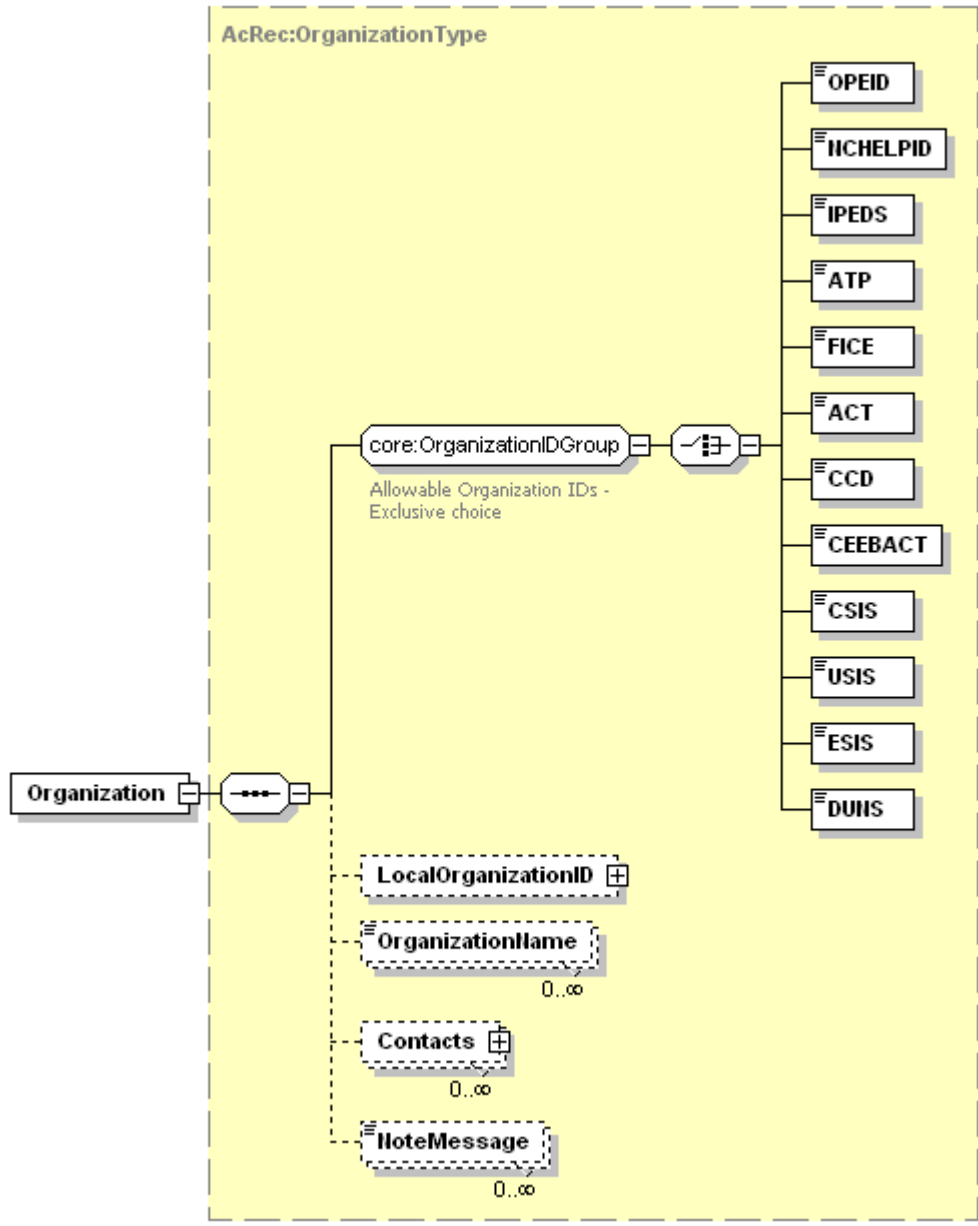 AcRec:OrganizationType
OPEID
NCHELPID
IPEDS
ATP
FICE
ACT
core:OrganizationIDGroup
Allowable Organization IDs -
Exclusive choice
CCD
CEEBACT
CSIS
USIS
ESIS
DUNS
Organization
LocalOrganizationID
OrganizationName
0..∞
Contacts
0..∞
NoteMessage
0..∞